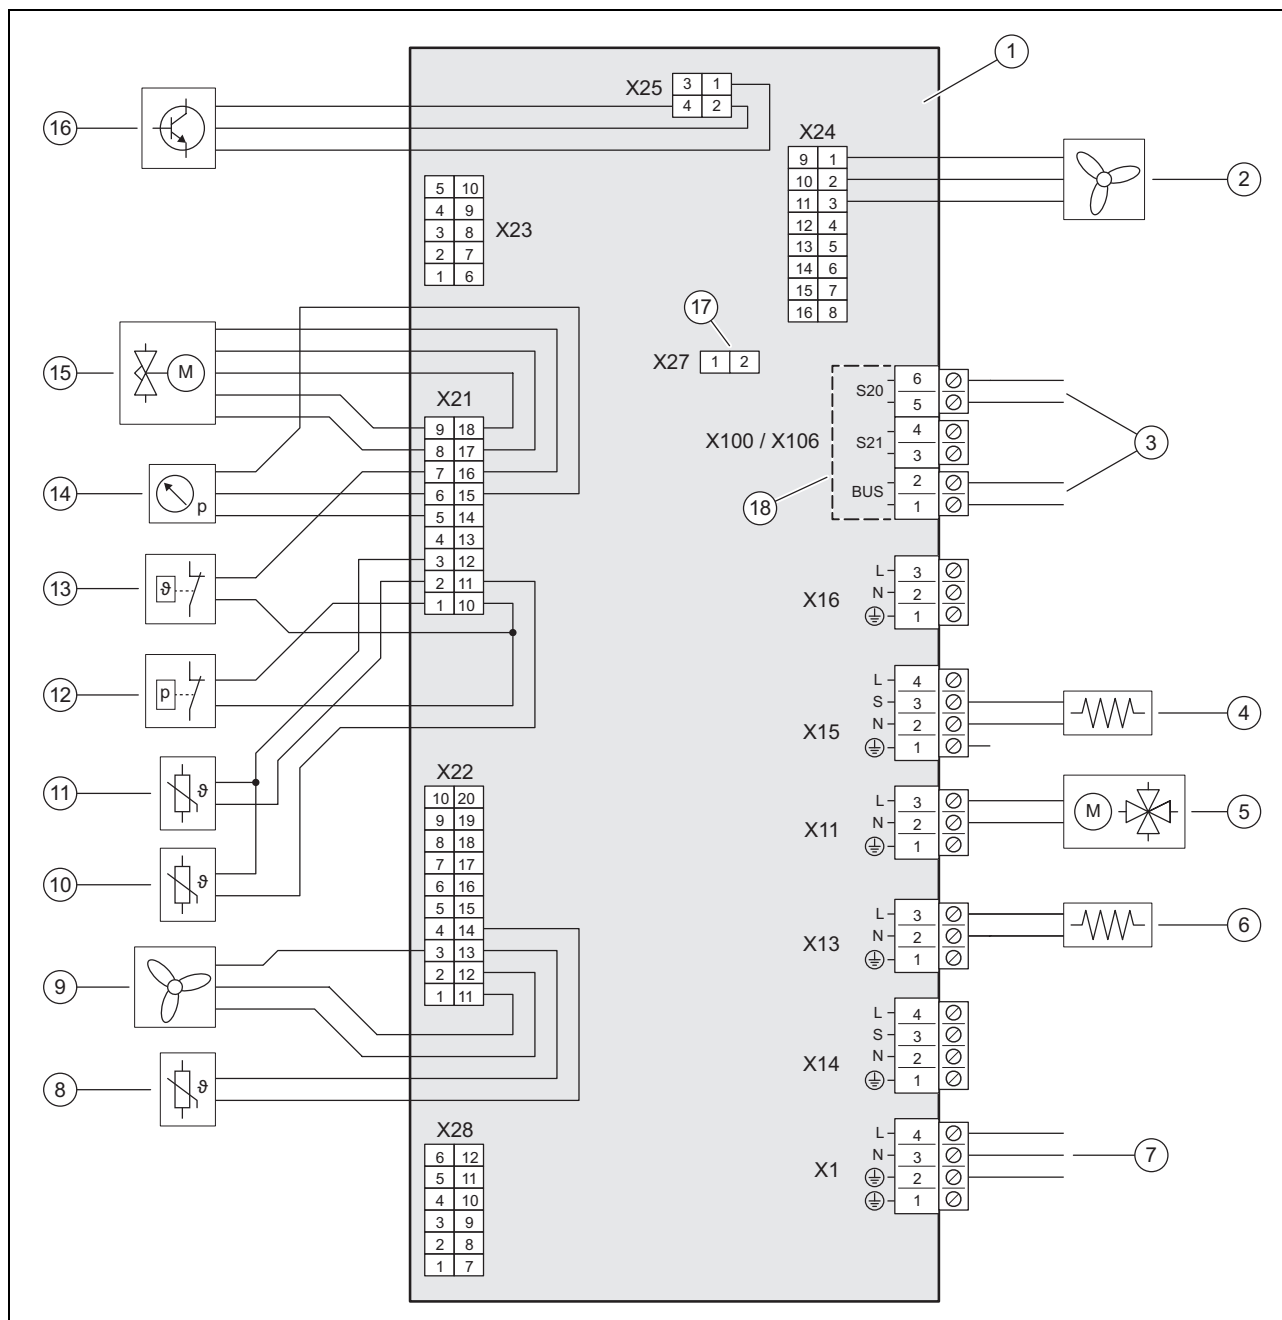 1
X25
3 1
4 2
16
X24
9 1
10 2
11 3
12 4
13 5
14 6
15 7
16 8
2
5 10
4 9
3 8
2 7
1 6
X23
17
X27
1 2
15
M
X21
9 18
8 17
7 16
6 15
5 14
4 13
3 12
2 11
1 10
S20
6
5
X100 / X106
S21
4
3
BUS
2
1
3
18
14
p
13
ϑ
X16
L 3
N 2
1
12
p
X15
L 4
S 3
N 2
1
4
11
ϑ
X22
10 20
9 19
8 18
7 17
6 16
5 15
4 14
3 13
2 12
1 11
X11
L 3
N 2
1
M
5
10
ϑ
X13
L 3
N 2
1
6
9
X14
L 4
S 3
N 2
1
8
ϑ
X28
6 12
5 11
4 10
3 9
2 8
1 7
X1
L 4
N 3
2
1
7